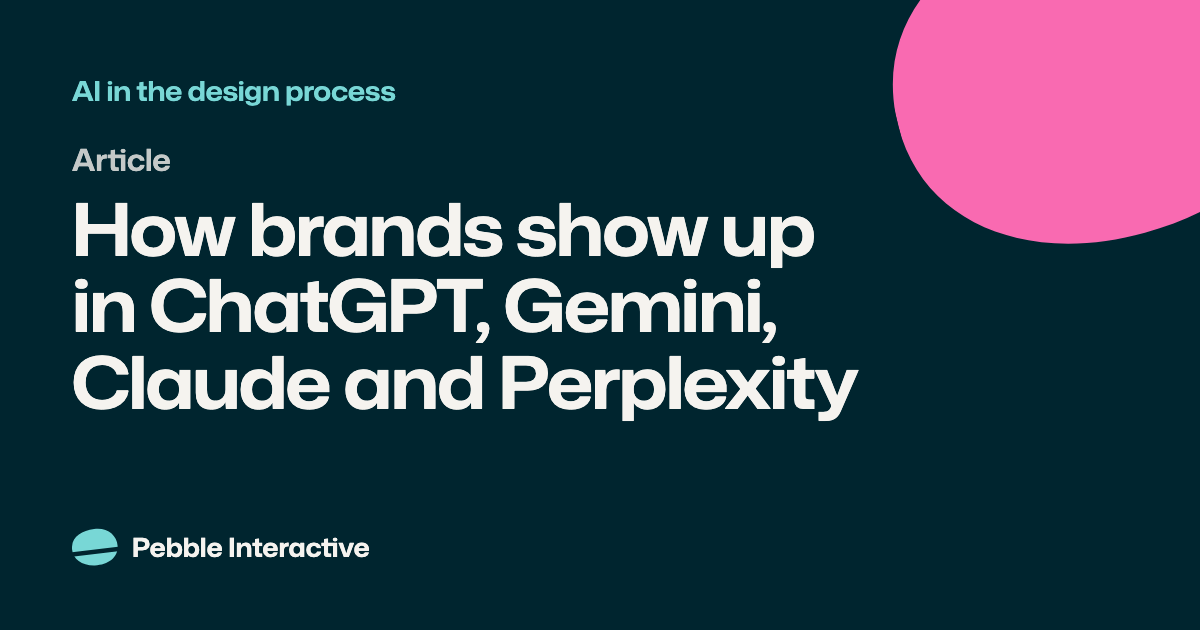 AI in the design process
Article
How brands show up
in ChatGPT, Gemini,
Claude and Perplexity
Pebble Interactive